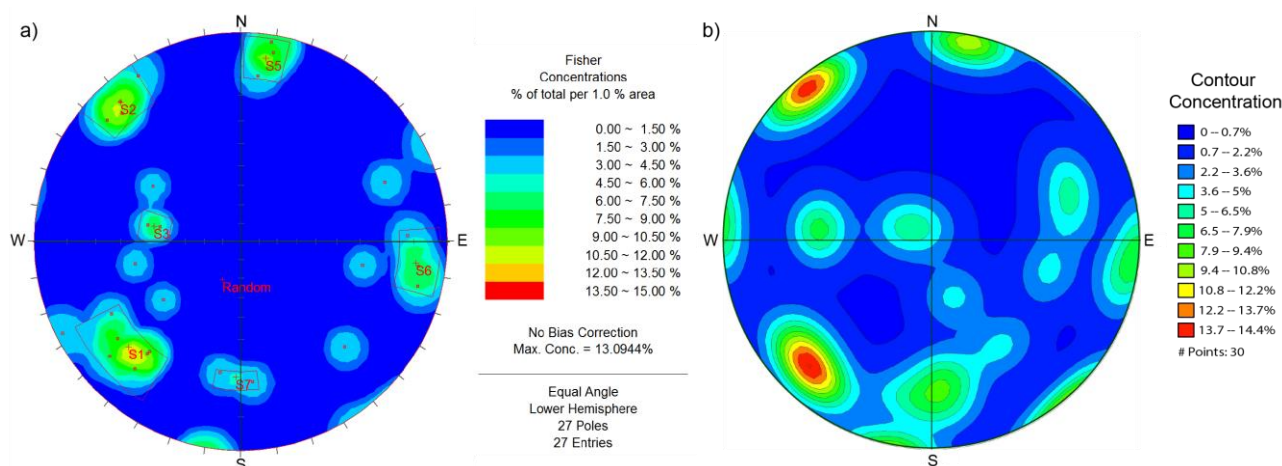 a)
N
W
E
S
S5
S2
S3
S6
Random
S1
S7
Fisher
Concentrations
% of total per 1.0 % area
0.00 ~ 1.50 %
1.50 ~ 3.00 %
3.00 ~ 4.50 %
4.50 ~ 6.00 %
6.00 ~ 7.50 %
7.50 ~ 9.00 %
9.00 ~ 10.50 %
10.50 ~ 12.00 %
12.00 ~ 13.50 %
13.50 ~ 15.00 %
No Bias Correction
Max. Conc. = 13.0944%
Equal Angle
Lower Hemisphere
27 Poles
27 Entries
b)
N
W
E
S
Contour
Concentration
0 -- 0.7%
0.7 -- 2.2%
2.2 -- 3.6%
3.6 -- 5%
5 -- 6.5%
6.5 -- 7.9%
7.9 -- 9.4%
9.4 -- 10.8%
10.8 -- 12.2%
12.2 -- 13.7%
13.7 -- 14.4%
# Points: 30